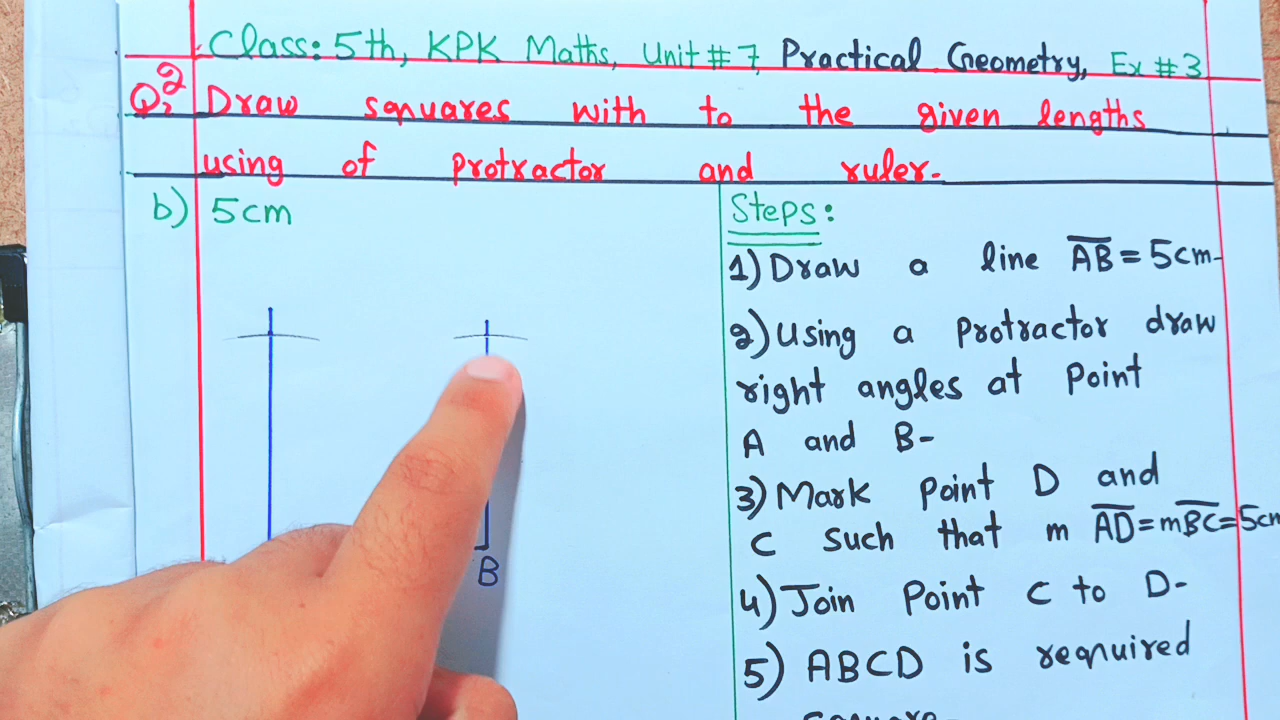 Class: 5th, KPK Maths, Unit # 7, Practical Geometry, Ex # 3
Q2, Draw squares with to the given lengths
using of protractor and ruler-
b) 5cm
B
Steps:
1) Draw a line AB = 5cm-
2) Using a protractor draw
right angles at point
A and B-
3) Mark point D and
C such that m AD = mBC = 5cm
4) Join point C to D-
5) ABCD is required
square-